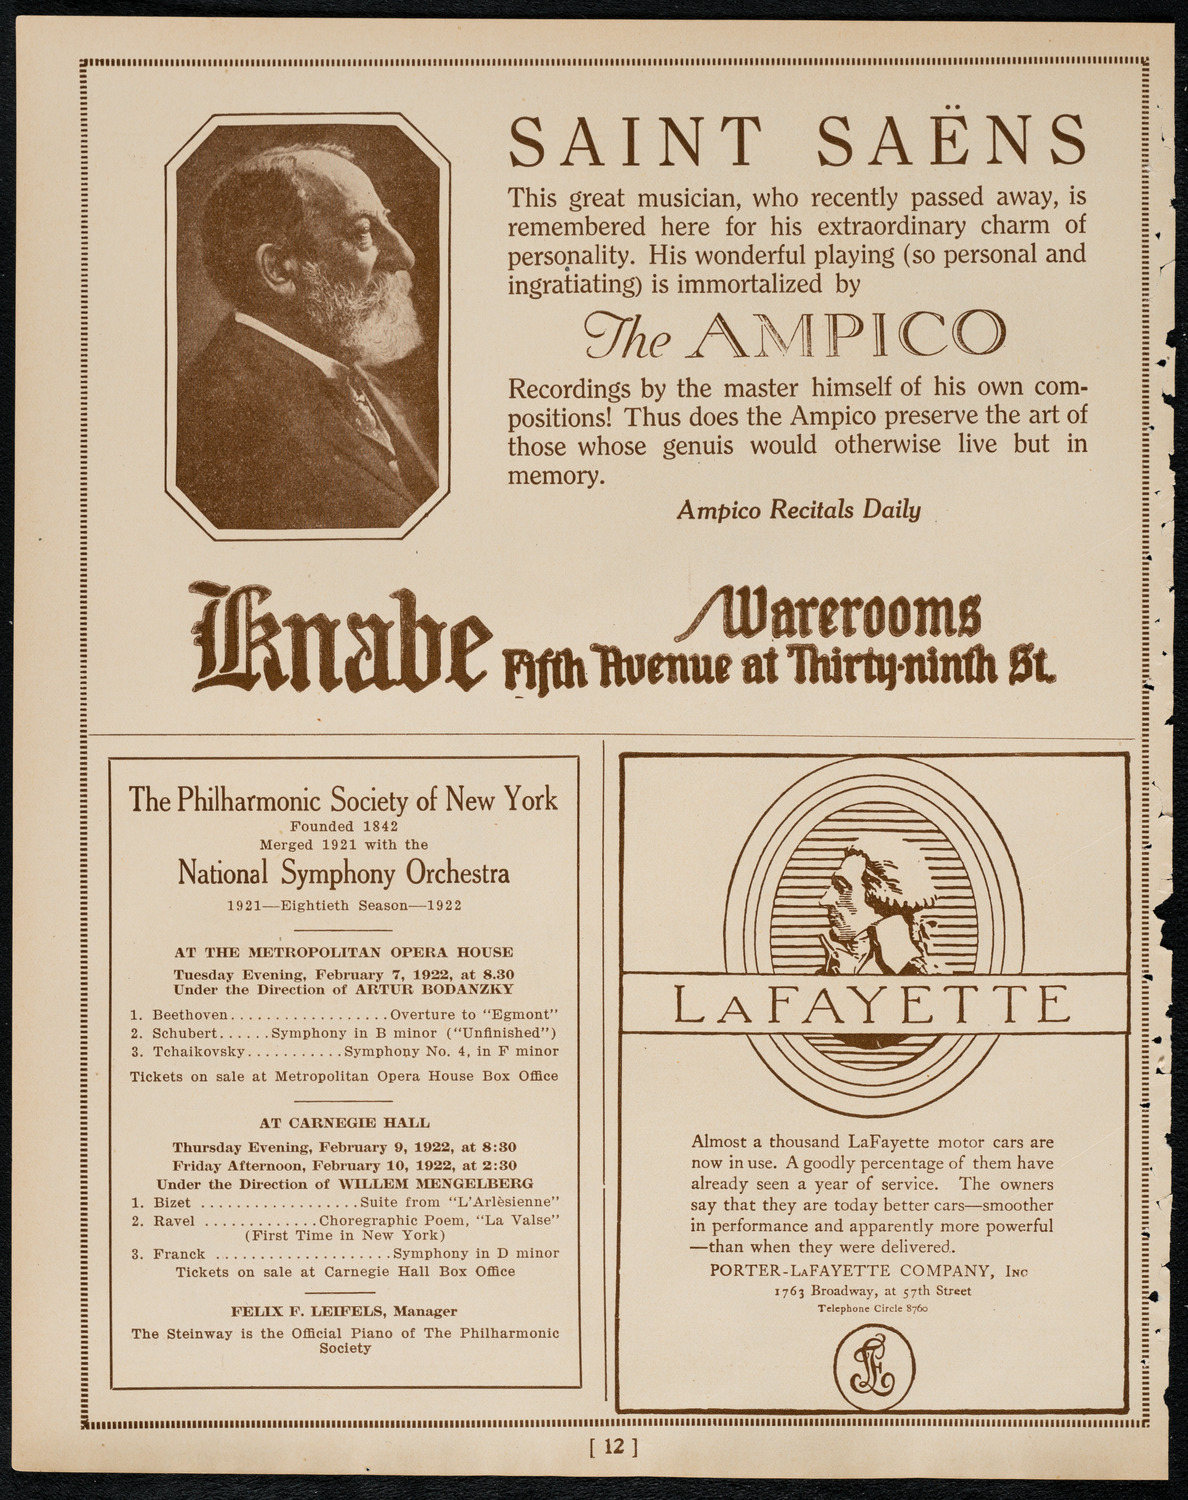 SAINT SAËNS
This great musician, who recently passed away, is
remembered here for his extraordinary charm of
personality. His wonderful playing (so personal and
ingratiating) is immortalized by
The AMPICO
Recordings by the master himself of his own com-
positions! Thus does the Ampico preserve the art of
those whose genuis would otherwise live but in
memory.
Ampico Recitals Daily
Knabe Warerooms
Fifth Avenue at Thirty-ninth St.
The Philharmonic Society of New York
Founded 1842
Merged 1921 with the
National Symphony Orchestra
1921—Eightieth Season—1922
AT THE METROPOLITAN OPERA HOUSE
Tuesday Evening, February 7, 1922, at 8.30
Under the Direction of ARTUR BODANZKY
1. Beethoven..................Overture to "Egmont"
2. Schubert......Symphony in B minor ("Unfinished")
3. Tchaikovsky...........Symphony No. 4, in F minor
Tickets on sale at Metropolitan Opera House Box Office
AT CARNEGIE HALL
Thursday Evening, February 9, 1922, at 8:30
Friday Afternoon, February 10, 1922, at 2:30
Under the Direction of WILLEM MENGELBERG
1. Bizet ..................Suite from "L'Arlèsienne"
2. Ravel .............Choregraphic Poem, "La Valse"
(First Time in New York)
3. Franck ....................Symphony in D minor
Tickets on sale at Carnegie Hall Box Office
FELIX F. LEIFELS, Manager
The Steinway is the Official Piano of The Philharmonic
Society
LAFAYETTE
Almost a thousand LaFayette motor cars are
now in use. A goodly percentage of them have
already seen a year of service. The owners
say that they are today better cars—smoother
in performance and apparently more powerful
—than when they were delivered.
PORTER-LAFAYETTE COMPANY, INC
1763 Broadway, at 57th Street
Telephone Circle 8760
[ 12 ]